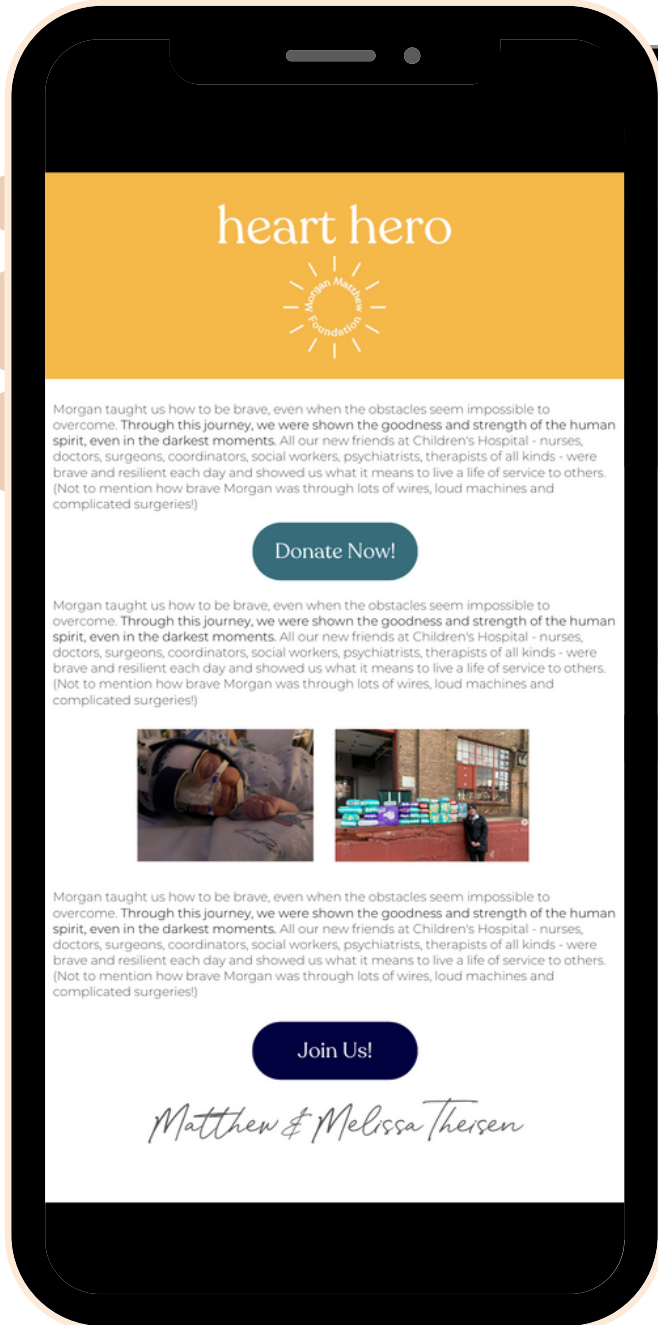 heart hero
Morgan Matthew
Foundation
Morgan taught us how to be brave, even when the obstacles seem impossible to
overcome. Through this journey, we were shown the goodness and strength of the human
spirit, even in the darkest moments. All our new friends at Children's Hospital - nurses,
doctors, surgeons, coordinators, social workers, psychiatrists, therapists of all kinds - were
brave and resilient each day and showed us what it means to live a life of service to others.
(Not to mention how brave Morgan was through lots of wires, loud machines and
complicated surgeries!)
Donate Now!
Morgan taught us how to be brave, even when the obstacles seem impossible to
overcome. Through this journey, we were shown the goodness and strength of the human
spirit, even in the darkest moments. All our new friends at Children's Hospital - nurses,
doctors, surgeons, coordinators, social workers, psychiatrists, therapists of all kinds - were
brave and resilient each day and showed us what it means to live a life of service to others.
(Not to mention how brave Morgan was through lots of wires, loud machines and
complicated surgeries!)
Morgan taught us how to be brave, even when the obstacles seem impossible to
overcome. Through this journey, we were shown the goodness and strength of the human
spirit, even in the darkest moments. All our new friends at Children's Hospital - nurses,
doctors, surgeons, coordinators, social workers, psychiatrists, therapists of all kinds - were
brave and resilient each day and showed us what it means to live a life of service to others.
(Not to mention how brave Morgan was through lots of wires, loud machines and
complicated surgeries!)
Join Us!
Matthew & Melissa Theisen